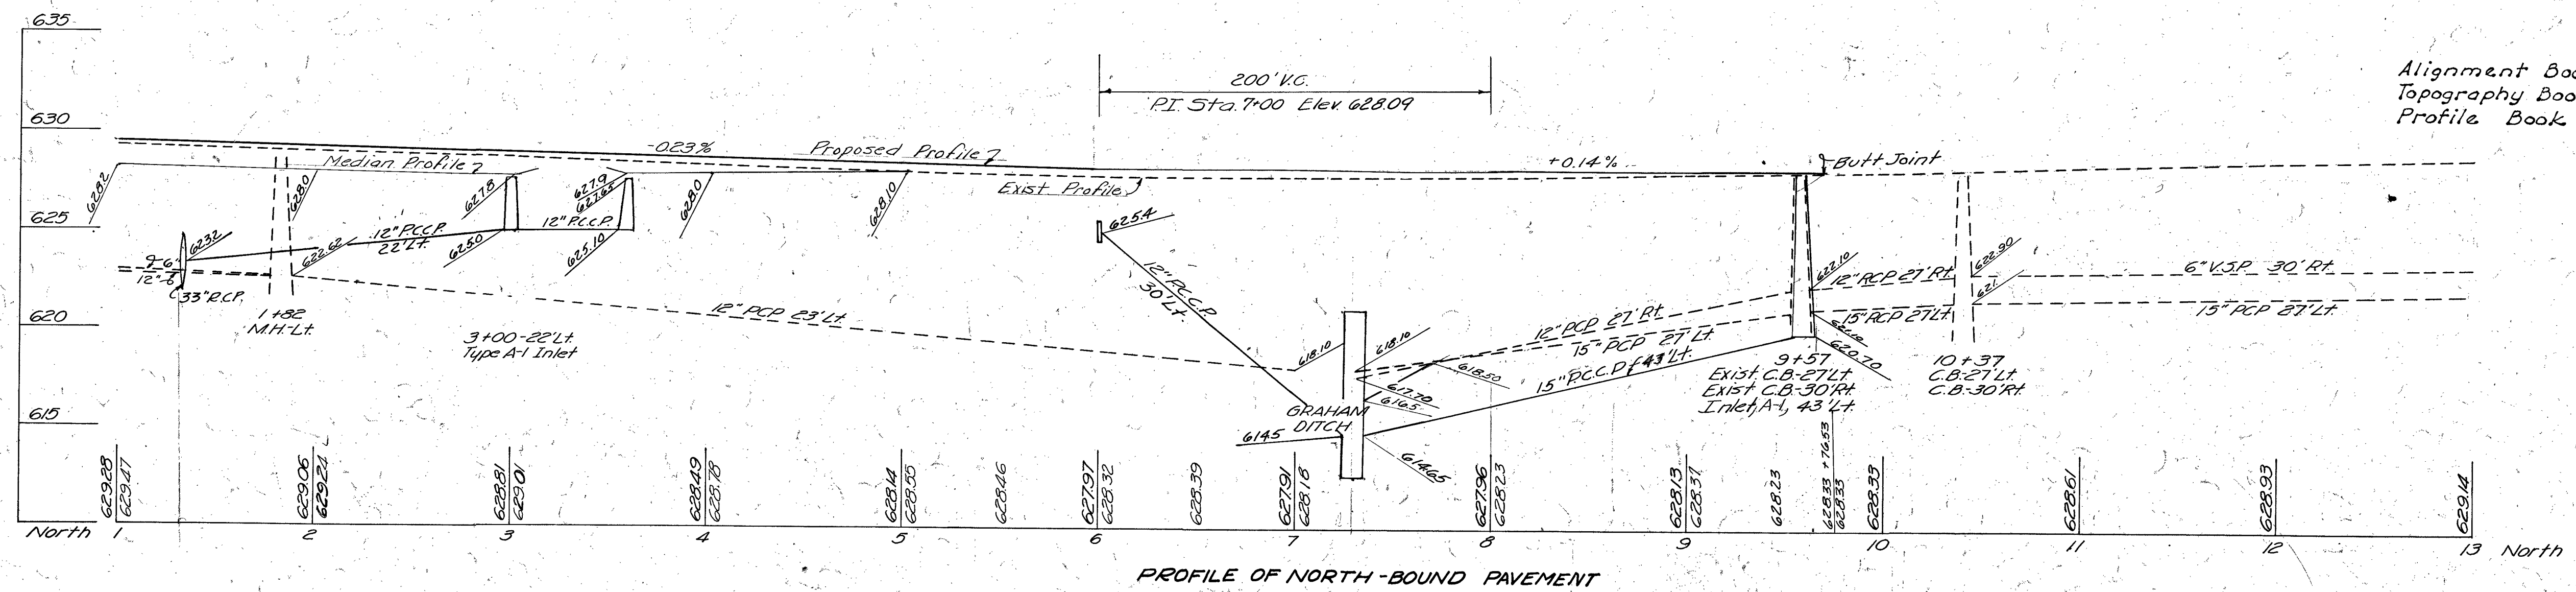 635
630
625
620
615
200' V.C.
P.I. Sta. 7+00 Elev. 628.09
Alignment Boo
Topography Boo
Profile Book
Median Profile
-0.23%
Proposed Profile
Exist Profile
+0.14%
Butt Joint
628.2
628.0
627.8
627.9
627.65
628.0
628.10
623.2
622.62
12" P.C.C.P.
22' Lt.
625.0
12" P.C.C.P.
625.10
625.4
12" P.C.C.P.
30' Lt.
33" R.C.P.
1+82
M.H.-Lt.
3+00-22' Lt.
Type A-1 Inlet
12" PCP 23' Lt.
618.10
618.10
617.70
616.5
618.50
12" PCP 27' Rt.
15" PCP 27' Lt.
15" P.C.C.P. 43' Lt.
GRAHAM
DITCH
614.5
614.65
622.10
12" RCP 27' Rt.
15" RCP 27' Lt.
620.70
9+57
Exist C.B.-27' Lt.
Exist C.B.-30' Rt.
Inlet, A-1, 43' Lt.
622.90
621.
10+37
C.B.-27' Lt.
C.B.-30' Rt.
6" V.S.P. 30' Rt.
15" PCP 27' Lt.
629.28
629.47
629.06
629.24
628.81
629.01
628.49
628.78
628.14
628.55
628.46
627.97
628.32
628.39
627.91
628.18
627.96
628.23
628.13
628.37
628.23
628.33 +76.53
628.33
628.33
628.61
628.93
629.14
North 1 2 3 4 5 6 7 8 9 10 11 12 13 North
PROFILE OF NORTH-BOUND PAVEMENT